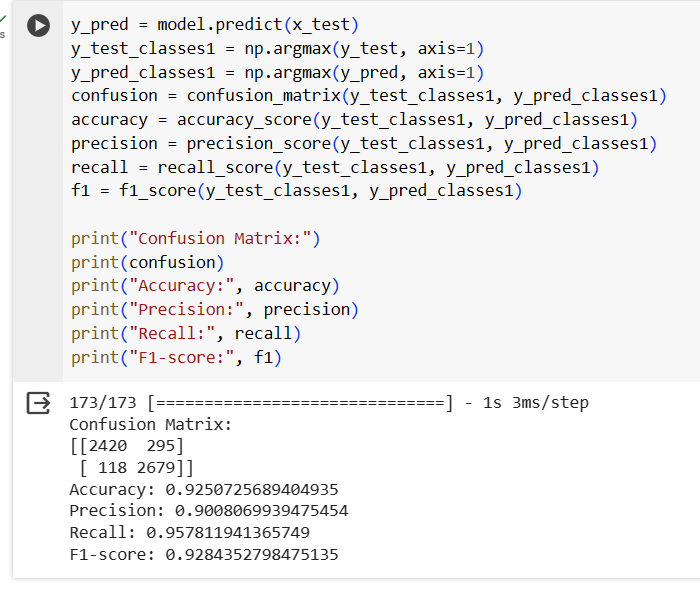 y_pred = model.predict(x_test)
y_test_classes1 = np.argmax(y_test, axis=1)
y_pred_classes1 = np.argmax(y_pred, axis=1)
confusion = confusion_matrix(y_test_classes1, y_pred_classes1)
accuracy = accuracy_score(y_test_classes1, y_pred_classes1)
precision = precision_score(y_test_classes1, y_pred_classes1)
recall = recall_score(y_test_classes1, y_pred_classes1)
f1 = f1_score(y_test_classes1, y_pred_classes1)

print("Confusion Matrix:")
print(confusion)
print("Accuracy:", accuracy)
print("Precision:", precision)
print("Recall:", recall)
print("F1-score:", f1)

173/173 [==============================] - 1s 3ms/step
Confusion Matrix:
[[2420  295]
 [ 118 2679]]
Accuracy: 0.9250725689404935
Precision: 0.9008069939475454
Recall: 0.957811941365749
F1-score: 0.9284352798475135